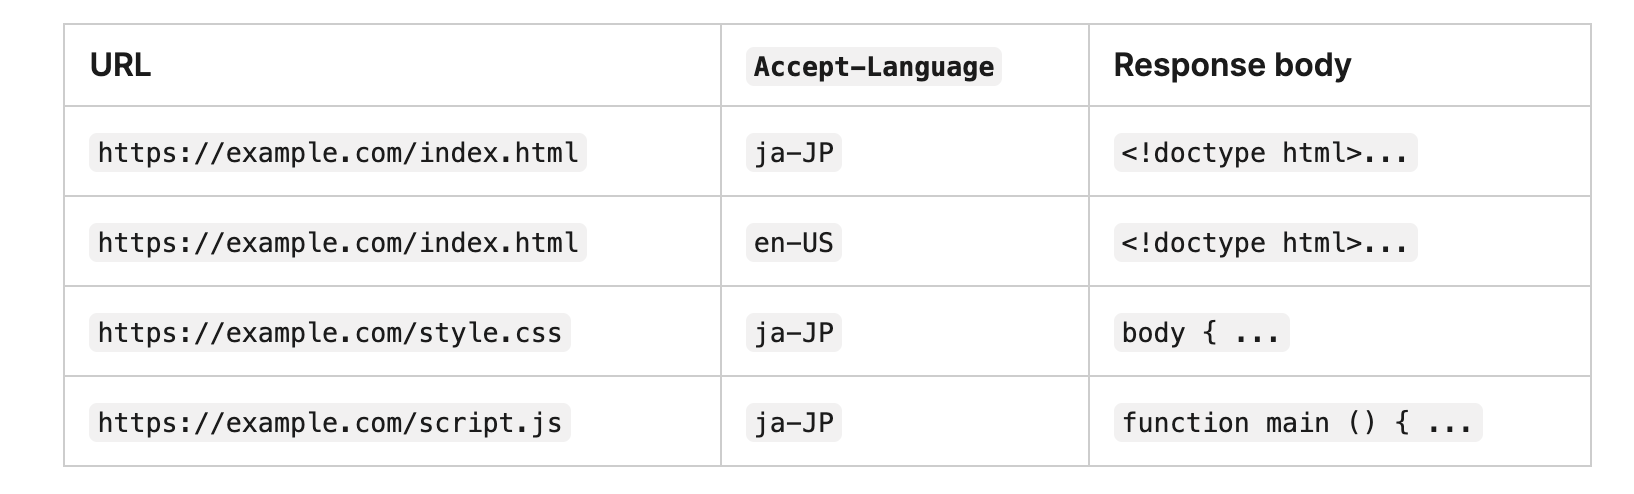 URL Accept-Language Response body
https://example.com/index.html ja-JP <!doctype html>...
https://example.com/index.html en-US <!doctype html>...
https://example.com/style.css ja-JP body { ...
https://example.com/script.js ja-JP function main () { ...